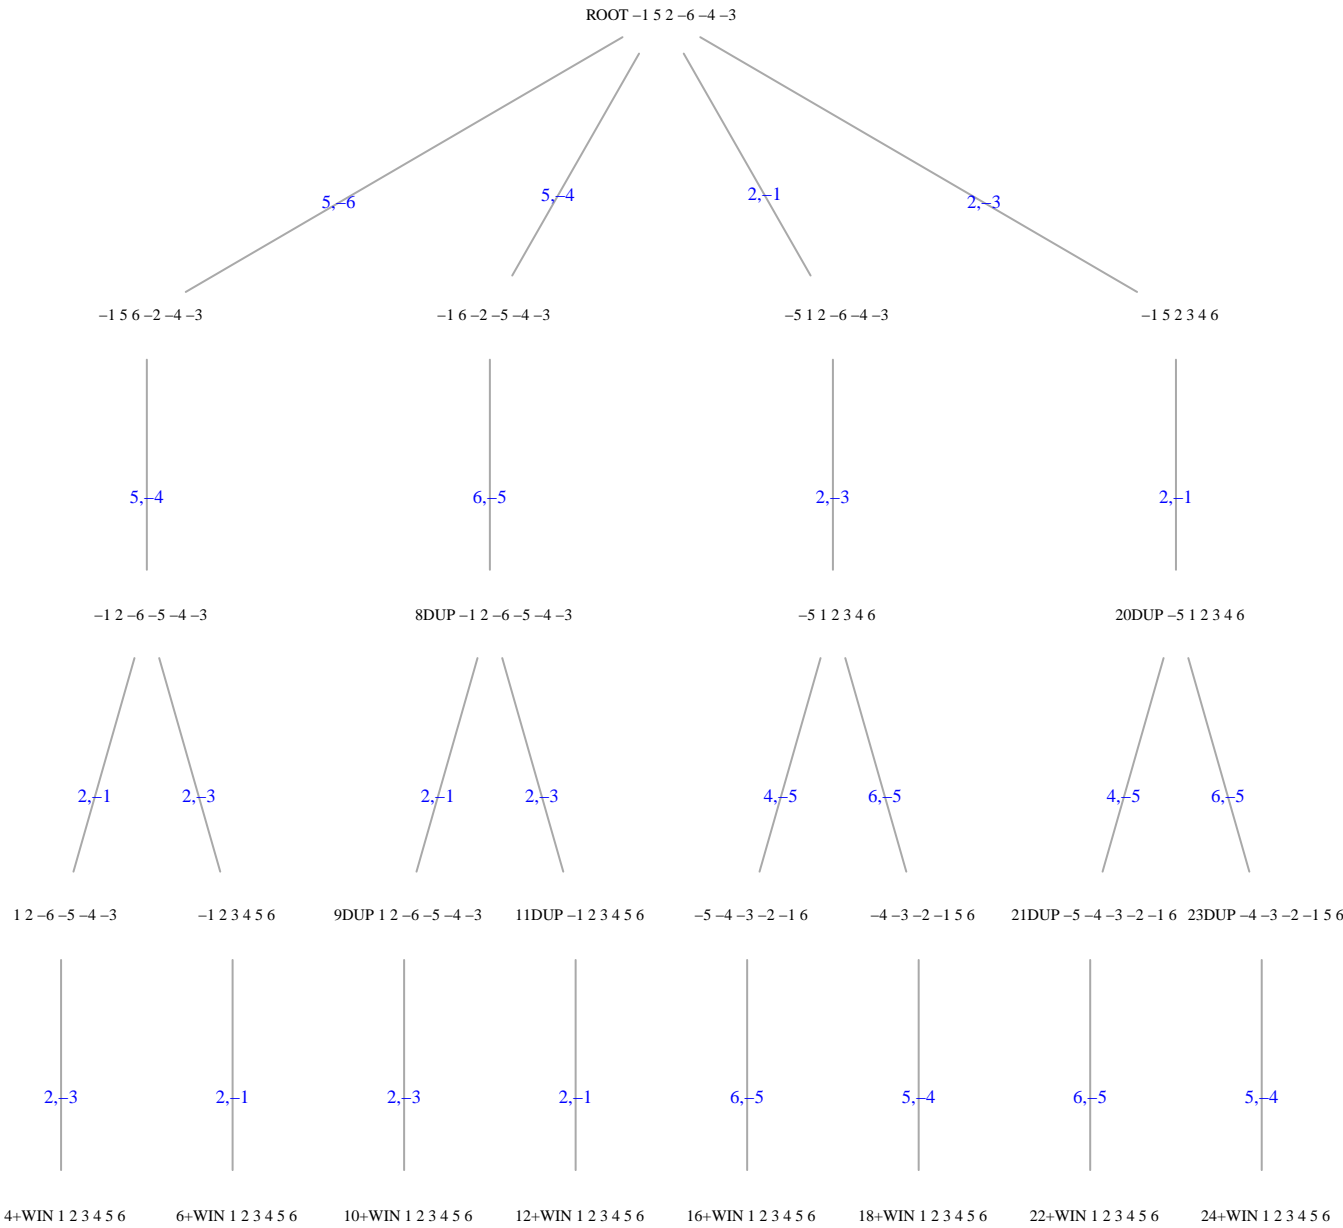 ROOT –1 5 2 –6 –4 –3
5,–6 5,–4 2,–1 2,–3
–1 5 6 –2 –4 –3 –1 6 –2 –5 –4 –3 –5 1 2 –6 –4 –3 –1 5 2 3 4 6
5,–4 6,–5 2,–3 2,–1
–1 2 –6 –5 –4 –3 8DUP –1 2 –6 –5 –4 –3 –5 1 2 3 4 6 20DUP –5 1 2 3 4 6
2,–1 2,–3 2,–1 2,–3 4,–5 6,–5 4,–5 6,–5
1 2 –6 –5 –4 –3 –1 2 3 4 5 6 9DUP 1 2 –6 –5 –4 –3 11DUP –1 2 3 4 5 6 –5 –4 –3 –2 –1 6 –4 –3 –2 –1 5 6 21DUP –5 –4 –3 –2 –1 6 23DUP –4 –3 –2 –1 5 6
2,–3 2,–1 2,–3 2,–1 6,–5 5,–4 6,–5 5,–4
4+WIN 1 2 3 4 5 6 6+WIN 1 2 3 4 5 6 10+WIN 1 2 3 4 5 6 12+WIN 1 2 3 4 5 6 16+WIN 1 2 3 4 5 6 18+WIN 1 2 3 4 5 6 22+WIN 1 2 3 4 5 6 24+WIN 1 2 3 4 5 6